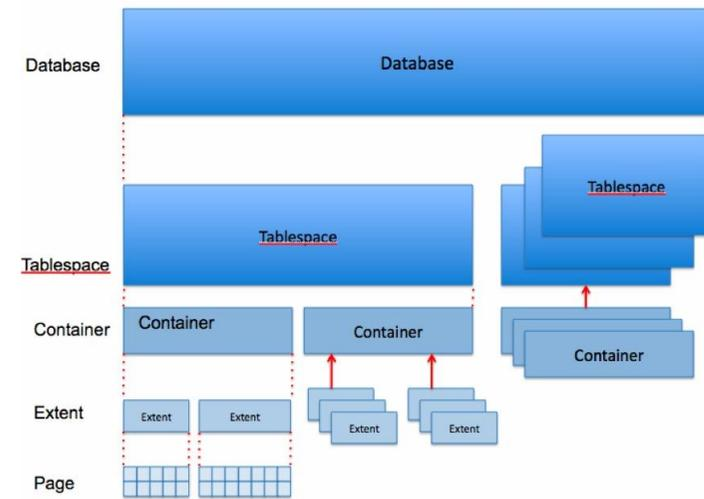 Database
Database
Tablespace
Tablespace
Tablespace
Container
Container
Container
Container
Extent
Extent
Extent
Extent
Extent
Page